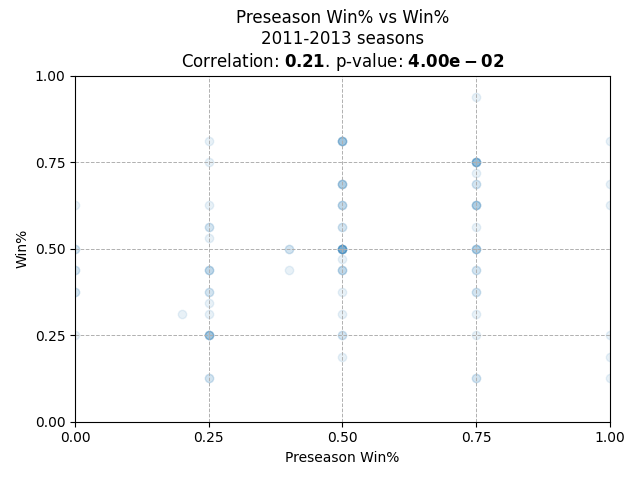 Preseason Win% vs Win%
2011-2013 seasons
Correlation: 0.21. p-value: 4.00e − 02
1.00
0.75
0.50
0.25
0.00
Win%
0.00 0.25 0.50 0.75 1.00
Preseason Win%